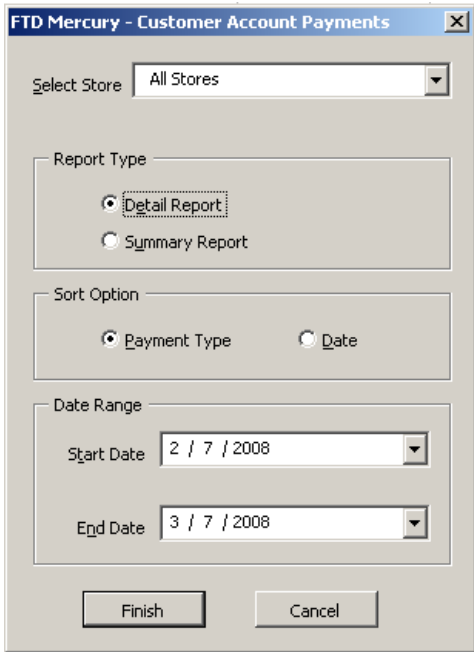 FTD Mercury - Customer Account Payments
Select Store All Stores
Report Type
Detail Report
Summary Report
Sort Option
Payment Type Date
Date Range
Start Date 2 / 7 / 2008
End Date 3 / 7 / 2008
Finish Cancel